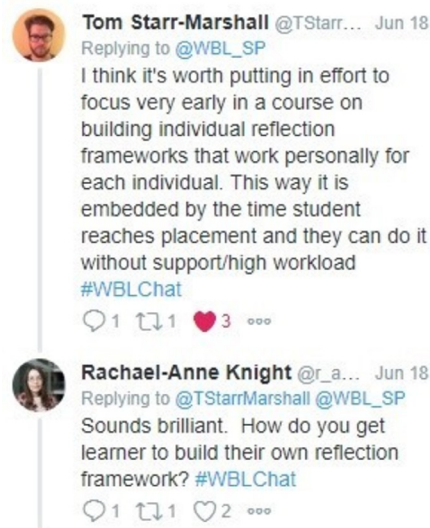 Tom Starr-Marshall @TStarr... Jun 18
Replying to @WBL_SP
I think it's worth putting in effort to
focus very early in a course on
building individual reflection
frameworks that work personally for
each individual. This way it is
embedded by the time student
reaches placement and they can do it
without support/high workload
#WBLChat
1 1 3
Rachael-Anne Knight @r_a... Jun 18
Replying to @TStarrMarshall @WBL_SP
Sounds brilliant. How do you get
learner to build their own reflection
framework? #WBLChat
1 1 2